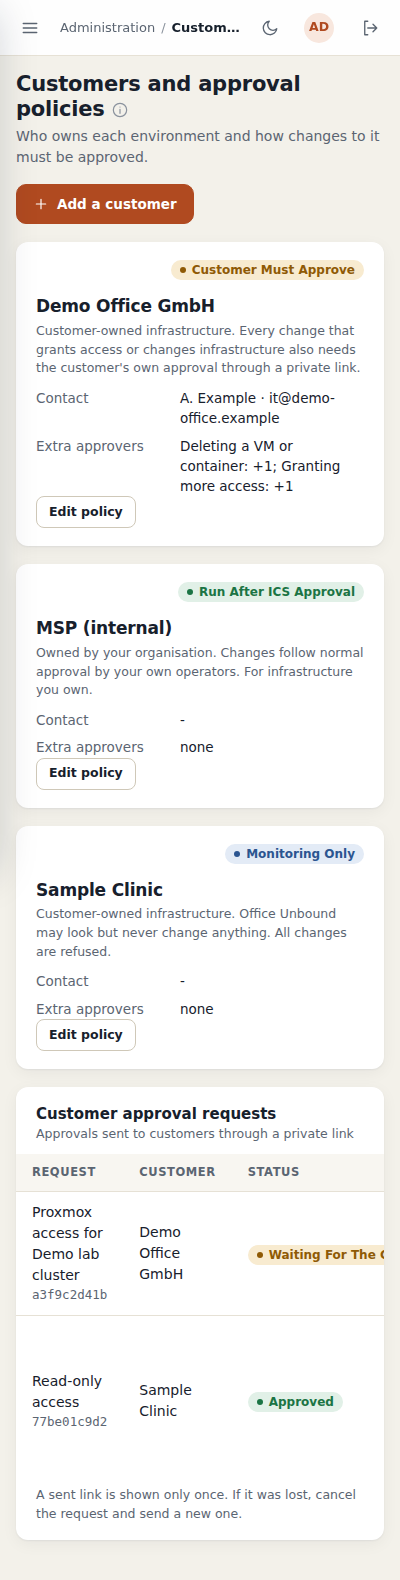 Administration / Custom...
AD
Customers and approval
policies
Who owns each environment and how changes to it
must be approved.
+ Add a customer
Customer Must Approve
Demo Office GmbH
Customer-owned infrastructure. Every change that
grants access or changes infrastructure also needs
the customer's own approval through a private link.
Contact A. Example · it@demo-
office.example
Extra approvers Deleting a VM or
container: +1; Granting
more access: +1
Edit policy
Run After ICS Approval
MSP (internal)
Owned by your organisation. Changes follow normal
approval by your own operators. For infrastructure
you own.
Contact -
Extra approvers none
Edit policy
Monitoring Only
Sample Clinic
Customer-owned infrastructure. Office Unbound
may look but never change anything. All changes
are refused.
Contact -
Extra approvers none
Edit policy
Customer approval requests
Approvals sent to customers through a private link
REQUEST CUSTOMER STATUS
Proxmox
access for
Demo lab
cluster
a3f9c2d41b
Demo
Office
GmbH
Waiting For The
Read-only
access
77be01c9d2
Sample
Clinic
Approved
A sent link is shown only once. If it was lost, cancel
the request and send a new one.